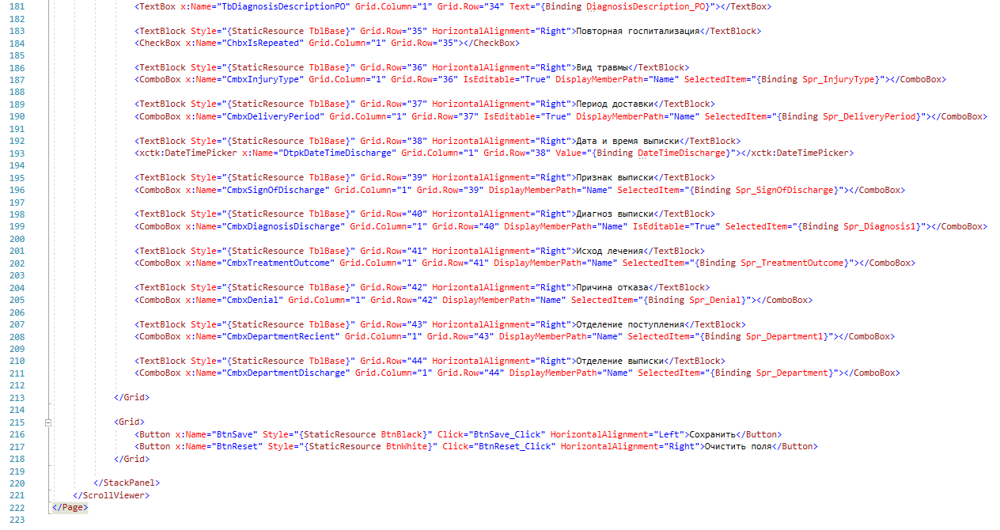 181 <TextBox x:Name="TbDiagnosisDescriptionPO" Grid.Column="1" Grid.Row="34" Text="{Binding DiagnosisDescription_PO}"></TextBox>
182
183 <TextBlock Style="{StaticResource TblBase}" Grid.Row="35" HorizontalAlignment="Right">Повторная госпитализация</TextBlock>
184 <CheckBox x:Name="ChbxIsRepeated" Grid.Column="1" Grid.Row="35"></CheckBox>
185
186 <TextBlock Style="{StaticResource TblBase}" Grid.Row="36" HorizontalAlignment="Right">Вид травмы</TextBlock>
187 <ComboBox x:Name="CmbxInjuryType" Grid.Column="1" Grid.Row="36" IsEditable="True" DisplayMemberPath="Name" SelectedItem="{Binding Spr_InjuryType}"></ComboBox>
188
189 <TextBlock Style="{StaticResource TblBase}" Grid.Row="37" HorizontalAlignment="Right">Период доставки</TextBlock>
190 <ComboBox x:Name="CmbxDeliveryPeriod" Grid.Column="1" Grid.Row="37" IsEditable="True" DisplayMemberPath="Name" SelectedItem="{Binding Spr_DeliveryPeriod}"></ComboBox>
191
192 <TextBlock Style="{StaticResource TblBase}" Grid.Row="38" HorizontalAlignment="Right">Дата и время выписки</TextBlock>
193 <xctk:DateTimePicker x:Name="DtpkDateTimeDischarge" Grid.Column="1" Grid.Row="38" Value="{Binding DateTimeDischarge}"></xctk:DateTimePicker>
194
195 <TextBlock Style="{StaticResource TblBase}" Grid.Row="39" HorizontalAlignment="Right">Признак выписки</TextBlock>
196 <ComboBox x:Name="CmbxSignOfDischarge" Grid.Column="1" Grid.Row="39" DisplayMemberPath="Name" SelectedItem="{Binding Spr_SignOfDischarge}"></ComboBox>
197
198 <TextBlock Style="{StaticResource TblBase}" Grid.Row="40" HorizontalAlignment="Right">Диагноз выписки</TextBlock>
199 <ComboBox x:Name="CmbxDiagnosisDischarge" Grid.Column="1" Grid.Row="40" DisplayMemberPath="Name" IsEditable="True" SelectedItem="{Binding Spr_Diagnosis1}"></ComboBox>
200
201 <TextBlock Style="{StaticResource TblBase}" Grid.Row="41" HorizontalAlignment="Right">Исход лечения</TextBlock>
202 <ComboBox x:Name="CmbxTreatmentOutcome" Grid.Column="1" Grid.Row="41" DisplayMemberPath="Name" SelectedItem="{Binding Spr_TreatmentOutcome}"></ComboBox>
203
204 <TextBlock Style="{StaticResource TblBase}" Grid.Row="42" HorizontalAlignment="Right">Причина отказа</TextBlock>
205 <ComboBox x:Name="CmbxDenial" Grid.Column="1" Grid.Row="42" DisplayMemberPath="Name" SelectedItem="{Binding Spr_Denial}"></ComboBox>
206
207 <TextBlock Style="{StaticResource TblBase}" Grid.Row="43" HorizontalAlignment="Right">Отделение поступления</TextBlock>
208 <ComboBox x:Name="CmbxDepartmentRecient" Grid.Column="1" Grid.Row="43" DisplayMemberPath="Name" SelectedItem="{Binding Spr_Department1}"></ComboBox>
209
210 <TextBlock Style="{StaticResource TblBase}" Grid.Row="44" HorizontalAlignment="Right">Отделение выписки</TextBlock>
211 <ComboBox x:Name="CmbxDepartmentDischarge" Grid.Column="1" Grid.Row="44" DisplayMemberPath="Name" SelectedItem="{Binding Spr_Department}"></ComboBox>
212
213 </Grid>
214
215 <Grid>
216 <Button x:Name="BtnSave" Style="{StaticResource BtnBlack}" Click="BtnSave_Click" HorizontalAlignment="Left">Сохранить</Button>
217 <Button x:Name="BtnReset" Style="{StaticResource BtnWhite}" Click="BtnReset_Click" HorizontalAlignment="Right">Очистить поля</Button>
218 </Grid>
219
220 </StackPanel>
221 </ScrollViewer>
222 </Page>
223